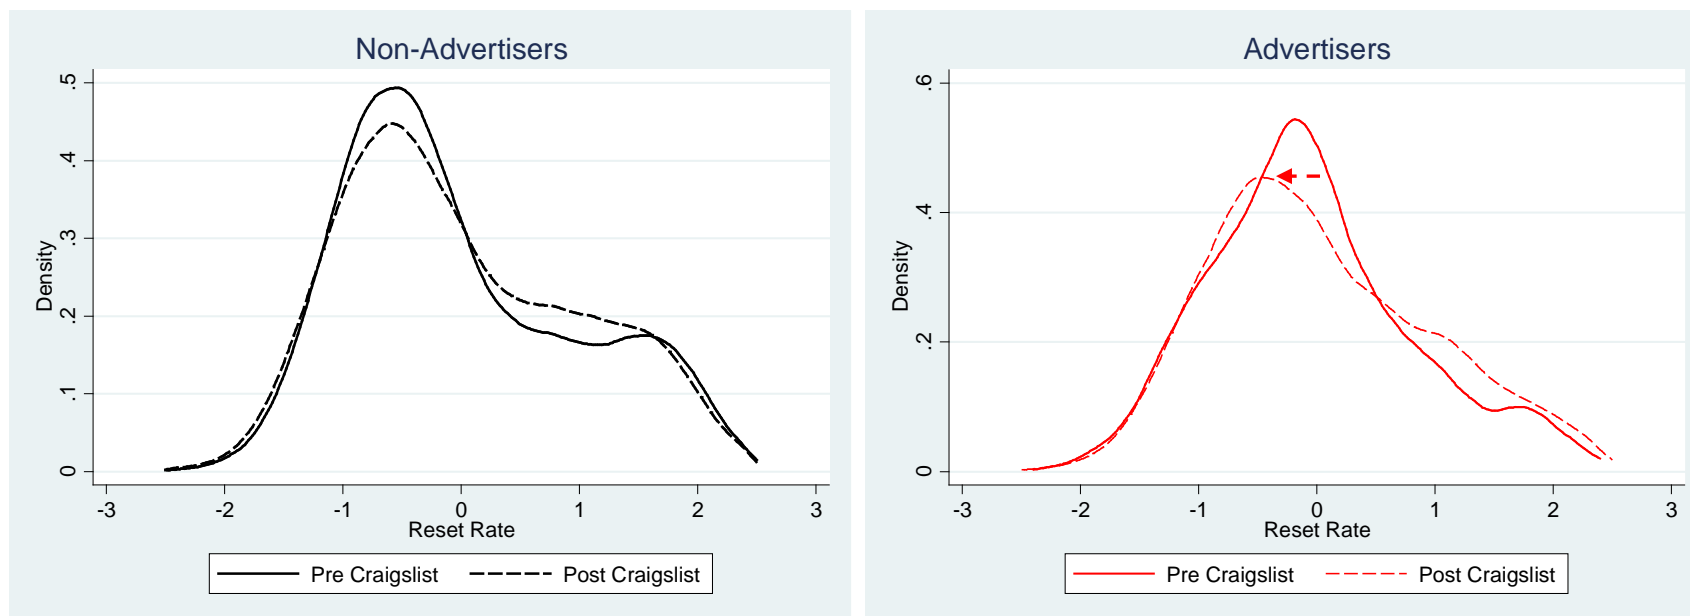 Non-Advertisers
.5
.4
.3
.2
.1
0
Density
-3 -2 -1 0 1 2 3
Reset Rate
Pre Craigslist Post Craigslist
Advertisers
.6
.4
.2
0
Density
-3 -2 -1 0 1 2 3
Reset Rate
Pre Craigslist Post Craigslist